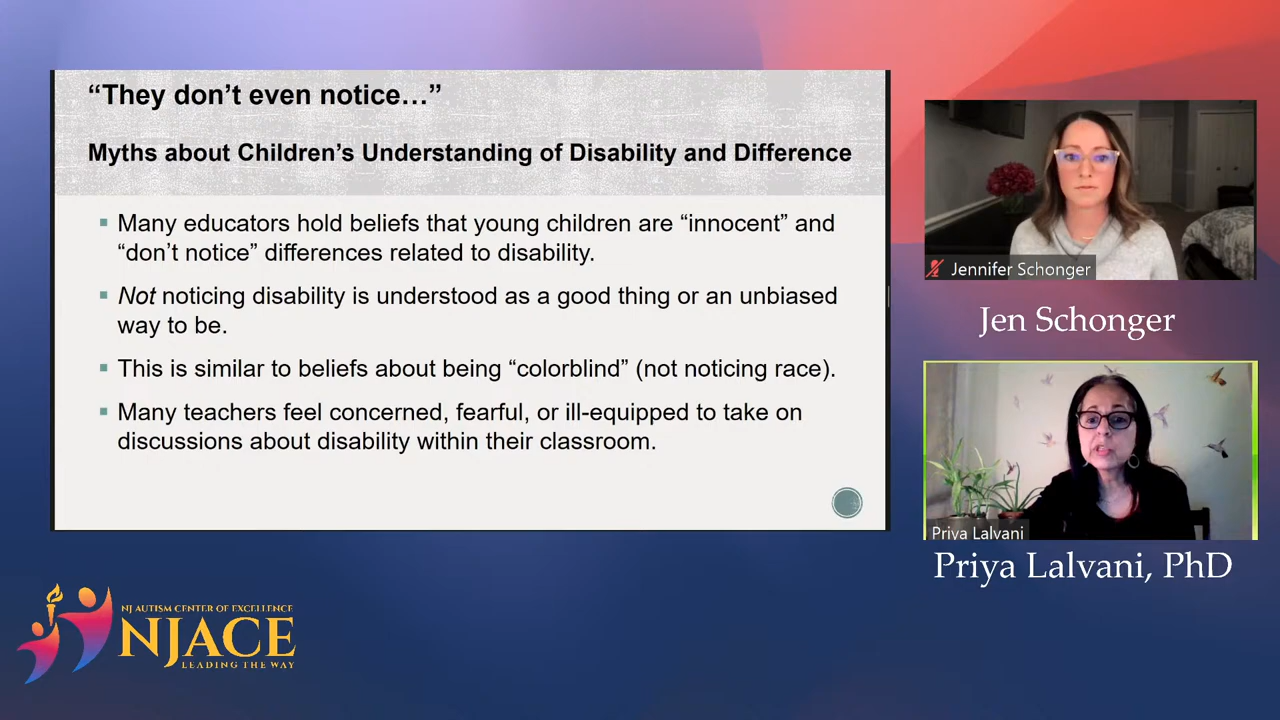 “They don’t even notice…”
Myths about Children’s Understanding of Disability and Difference
▪ Many educators hold beliefs that young children are “innocent” and
“don’t notice” differences related to disability.
▪ Not noticing disability is understood as a good thing or an unbiased
way to be.
▪ This is similar to beliefs about being “colorblind” (not noticing race).
▪ Many teachers feel concerned, fearful, or ill-equipped to take on
discussions about disability within their classroom.
Jennifer Schonger
Jen Schonger
Priya Lalvani
Priya Lalvani, PhD
NJ AUTISM CENTER OF EXCELLENCE
NJACE
LEADING THE WAY